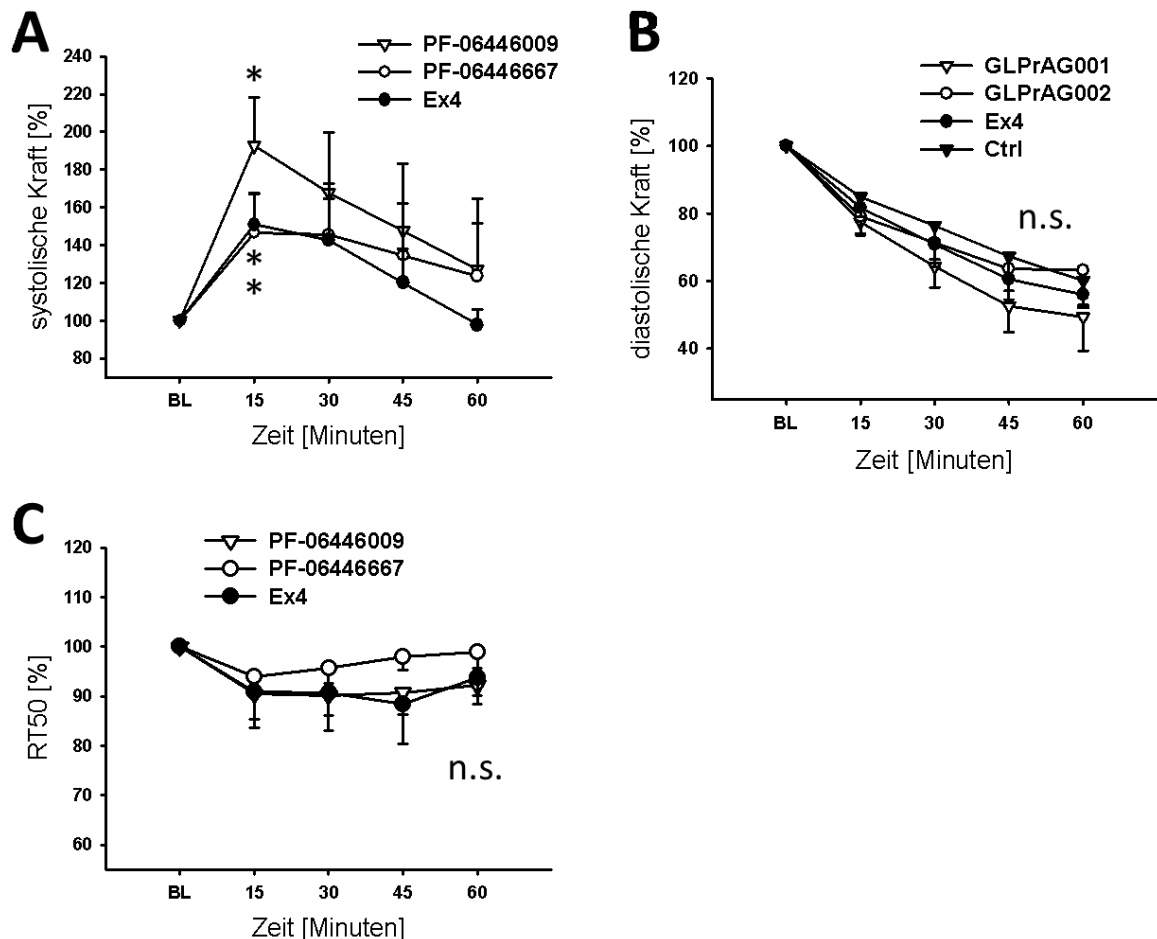 A
systolische Kraft [%]
240
220
200
180
160
140
120
100
80
PF-06446009
PF-06446667
Ex4
*
*
*
BL 15 30 45 60
Zeit [Minuten]
B
diastolische Kraft [%]
120
100
80
60
40
GLPrAG001
GLPrAG002
Ex4
Ctrl
n.s.
BL 15 30 45 60
Zeit [Minuten]
C
RT50 [%]
120
110
100
90
80
70
60
PF-06446009
PF-06446667
Ex4
n.s.
BL 15 30 45 60
Zeit [Minuten]